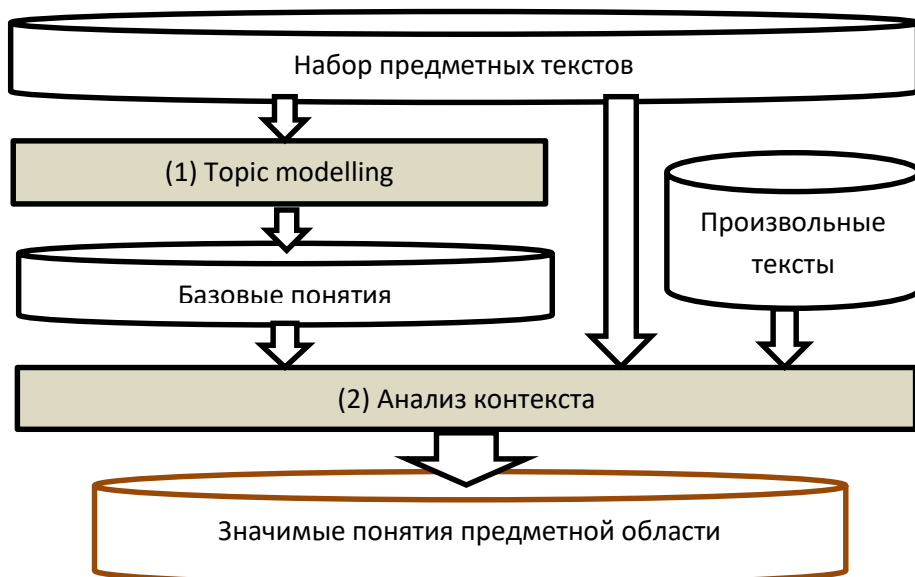 Набор предметных текстов
(1) Topic modelling
Произвольные
тексты
Базовые понятия
(2) Анализ контекста
Значимые понятия предметной области